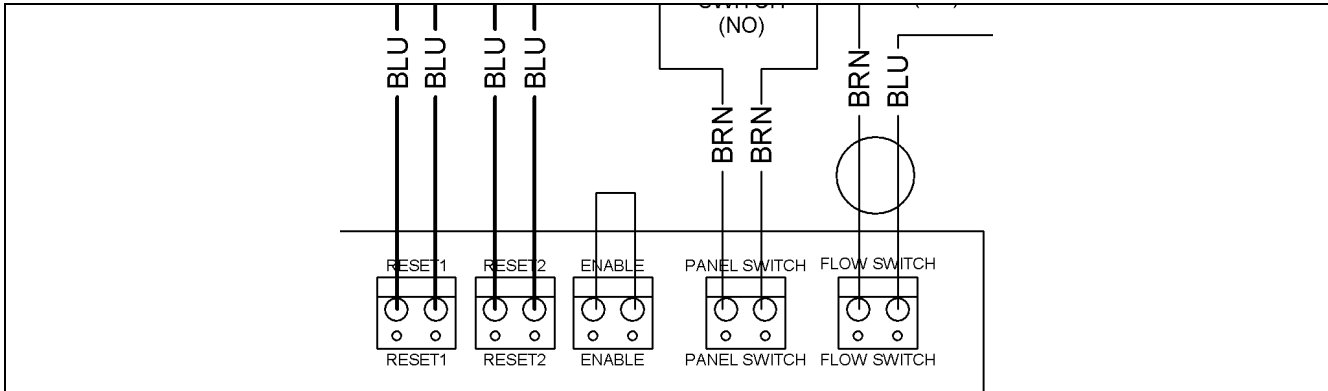 (NO)
BLU
BLU
BLU
BLU
BRN
BLU
BRN
BRN
RESET1
RESET2
ENABLE
PANEL SWITCH
FLOW SWITCH
RESET1
RESET2
ENABLE
PANEL SWITCH
FLOW SWITCH